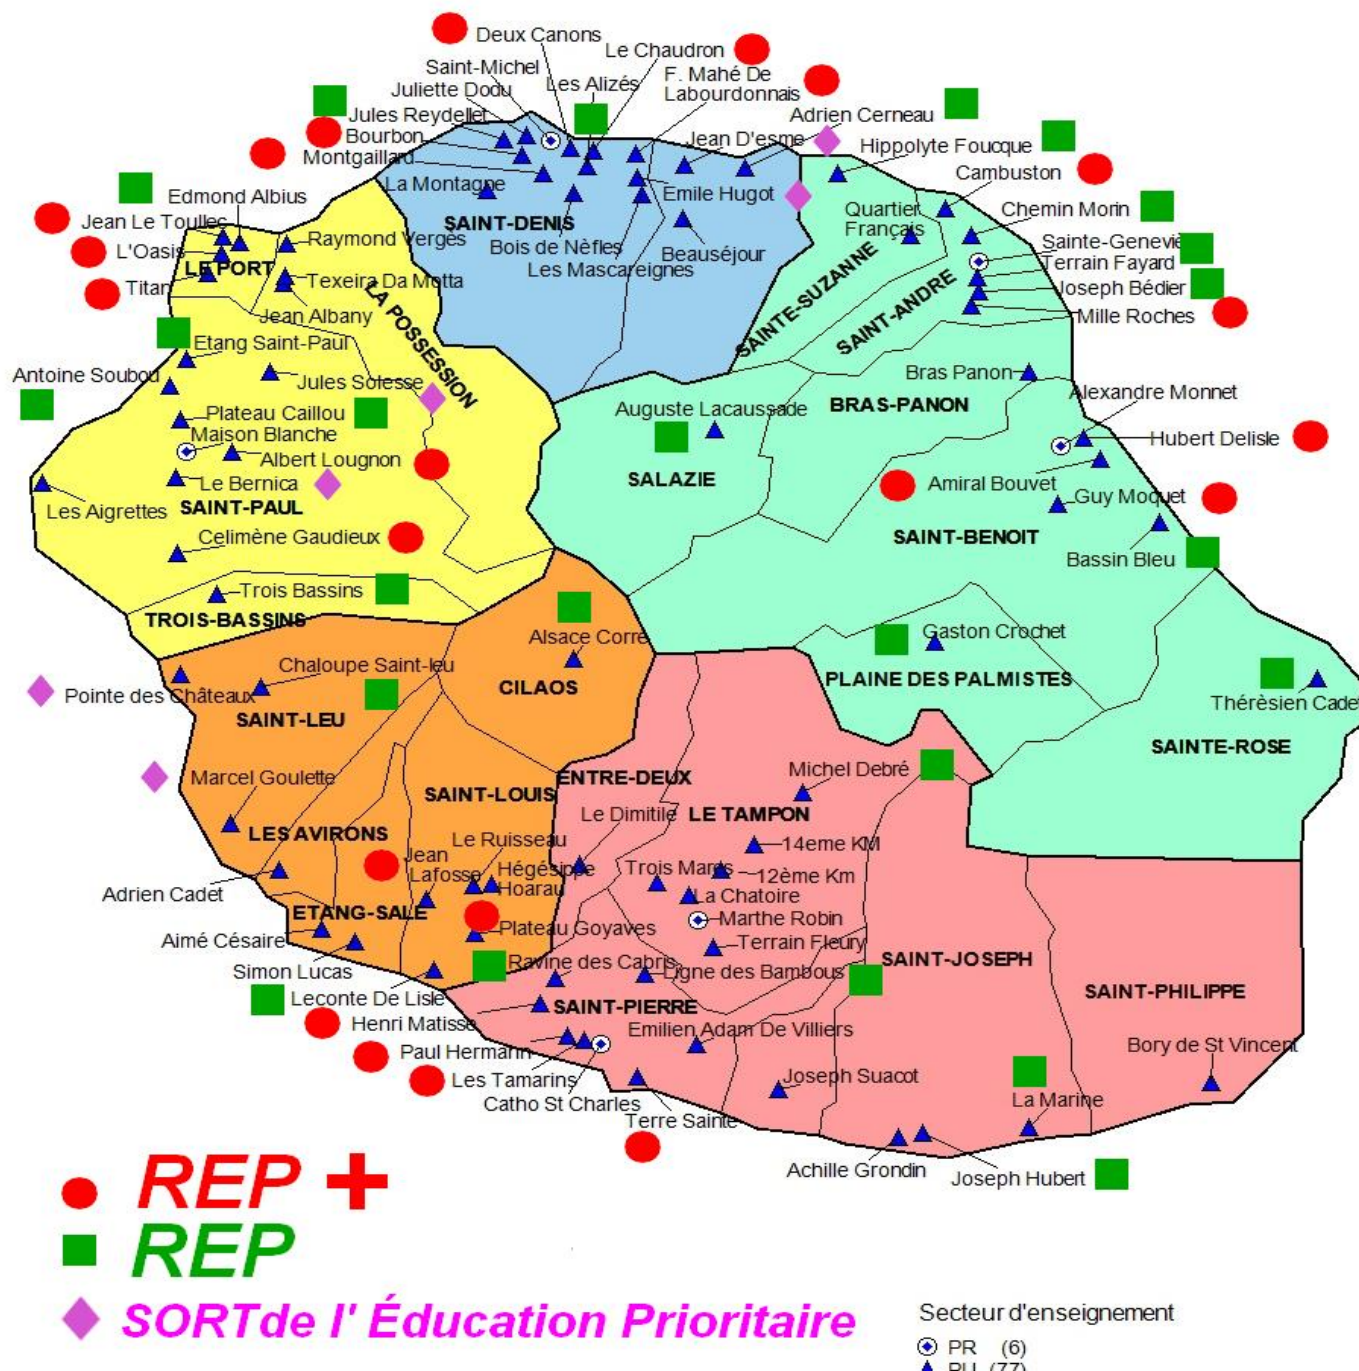 Deux Canons
Le Chaudron
Saint-Michel
Les Alizés
F. Mahé De
Labourdonnais
Juliette Dodu
Jules Reydellet
Bourbon
Montgaillard
Adrien Cerneau
Jean D'esme
Hippolyte Foucque
Cambuston
La Montagne
SAINT-DENIS
Emile Hugot
Bois de Nèfles
Les Mascareignes
Beauséjour
Edmond Albius
Jean Le Toullec
L'Oasis
LE PORT
Titan
Raymond Verges
Texeira Da Motta
Jean Albany
LA POSSESSION
Quartier
Français
Chemin Morin
Sainte-Geneviè
Terrain Fayard
Joseph Bédier
Mille Roches
SAINTE-SUZANNE
SAINT-ANDRE
Etang Saint-Paul
Antoine Soubou
Jules Solesse
Plateau Caillou
Maison Blanche
Albert Lougnon
Le Bernica
Les Aigrettes
SAINT-PAUL
Celimène Gaudieux
Trois Bassins
TROIS-BASSINS
Bras Panon
BRAS-PANON
Alexandre Monnet
Auguste Lacaussade
SALAZIE
Hubert Delisle
Amiral Bouvet
Guy Moquet
SAINT-BENOIT
Bassin Bleu
Gaston Crochet
PLAINE DES PALMISTES
Thérèsien Cadet
SAINTE-ROSE
Alsace Corré
CILAOS
Chaloupe Saint-leu
Pointe des Châteaux
SAINT-LEU
Marcel Goulette
SAINT-LOUIS
LES AVIRONS
Le Ruisseau
Jean
Lafosse
Hégésippe
Hoarau
Adrien Cadet
ETANG-SALE
Plateau Goyaves
Aimé Césaire
Simon Lucas
Leconte De Lisle
ENTRE-DEUX
Le Dimitile
Michel Debré
LE TAMPON
14eme KM
Trois Mares
12ème Km
La Chatoire
Marthe Robin
Terrain Fleury
Ravine des Cabris
Ligne des Bambous
SAINT-JOSEPH
SAINT-PHILIPPE
SAINT-PIERRE
Henri Matisse
Emilien Adam De Villiers
Paul Hermann
Les Tamarins
Catho St Charles
Joseph Suacot
Terre Sainte
Bory de St Vincent
La Marine
Achille Grondin
Joseph Hubert
REP +
REP
SORTde l' Éducation Prioritaire
Secteur d'enseignement
PR (6)
PU (77)